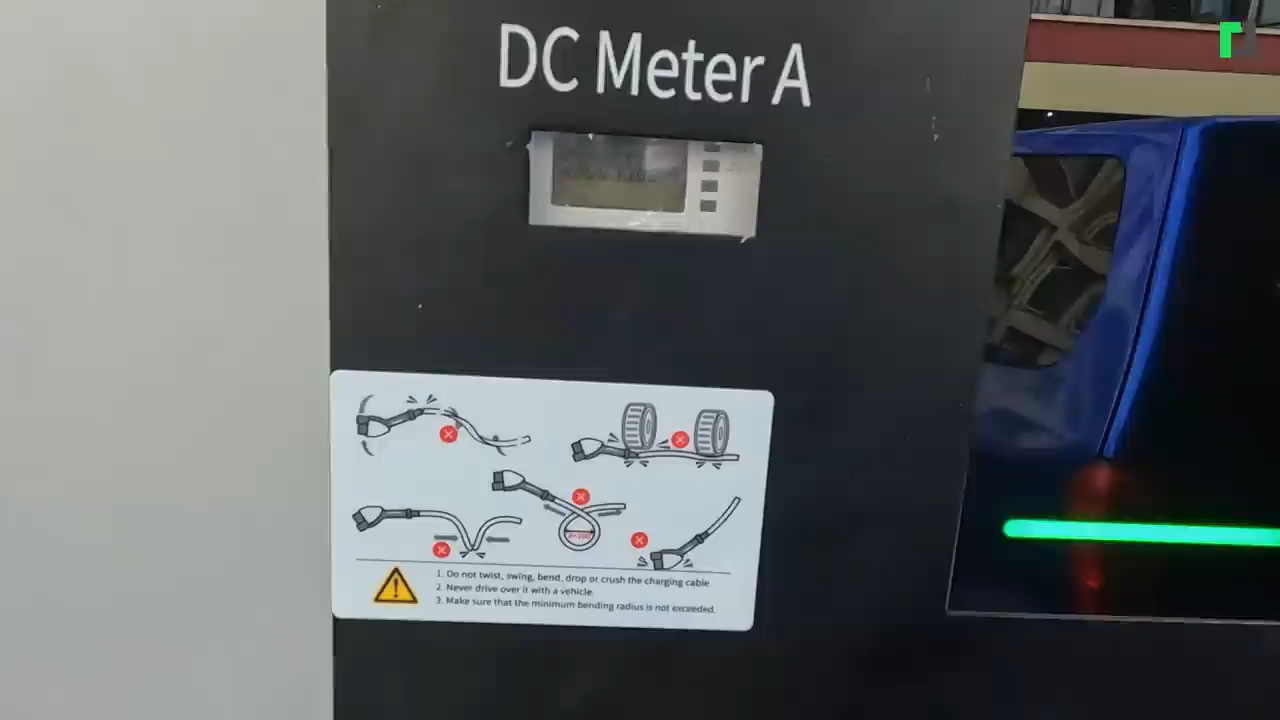 DC Meter A
1. Do not twist, swing, bend, drop or crush the charging cable.
2. Never drive over it with a vehicle.
3. Make sure that the minimum bending radius is not exceeded.